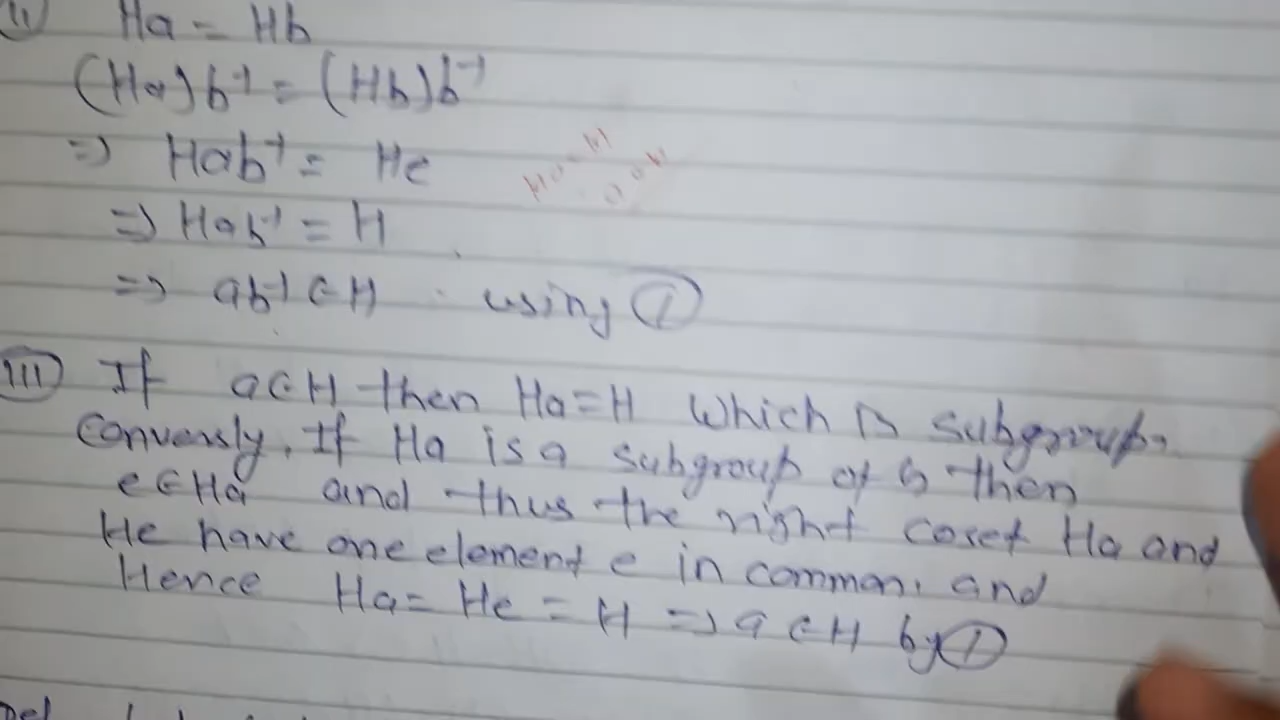 (II) Ha = Hb
(Ha)b⁻¹ = (Hb)b⁻¹
=> Hab⁻¹ = He
=> Hab⁻¹ = H
=> ab⁻¹ ∈ H . using (1)
(III) If a∈H then Ha=H which is subgroup.
Conversly, If Ha is a subgroup of G then
e∈Ha and thus the right coset Ha and
He have one element e in common. and
Hence Ha= He = H => a ∈H by (1)